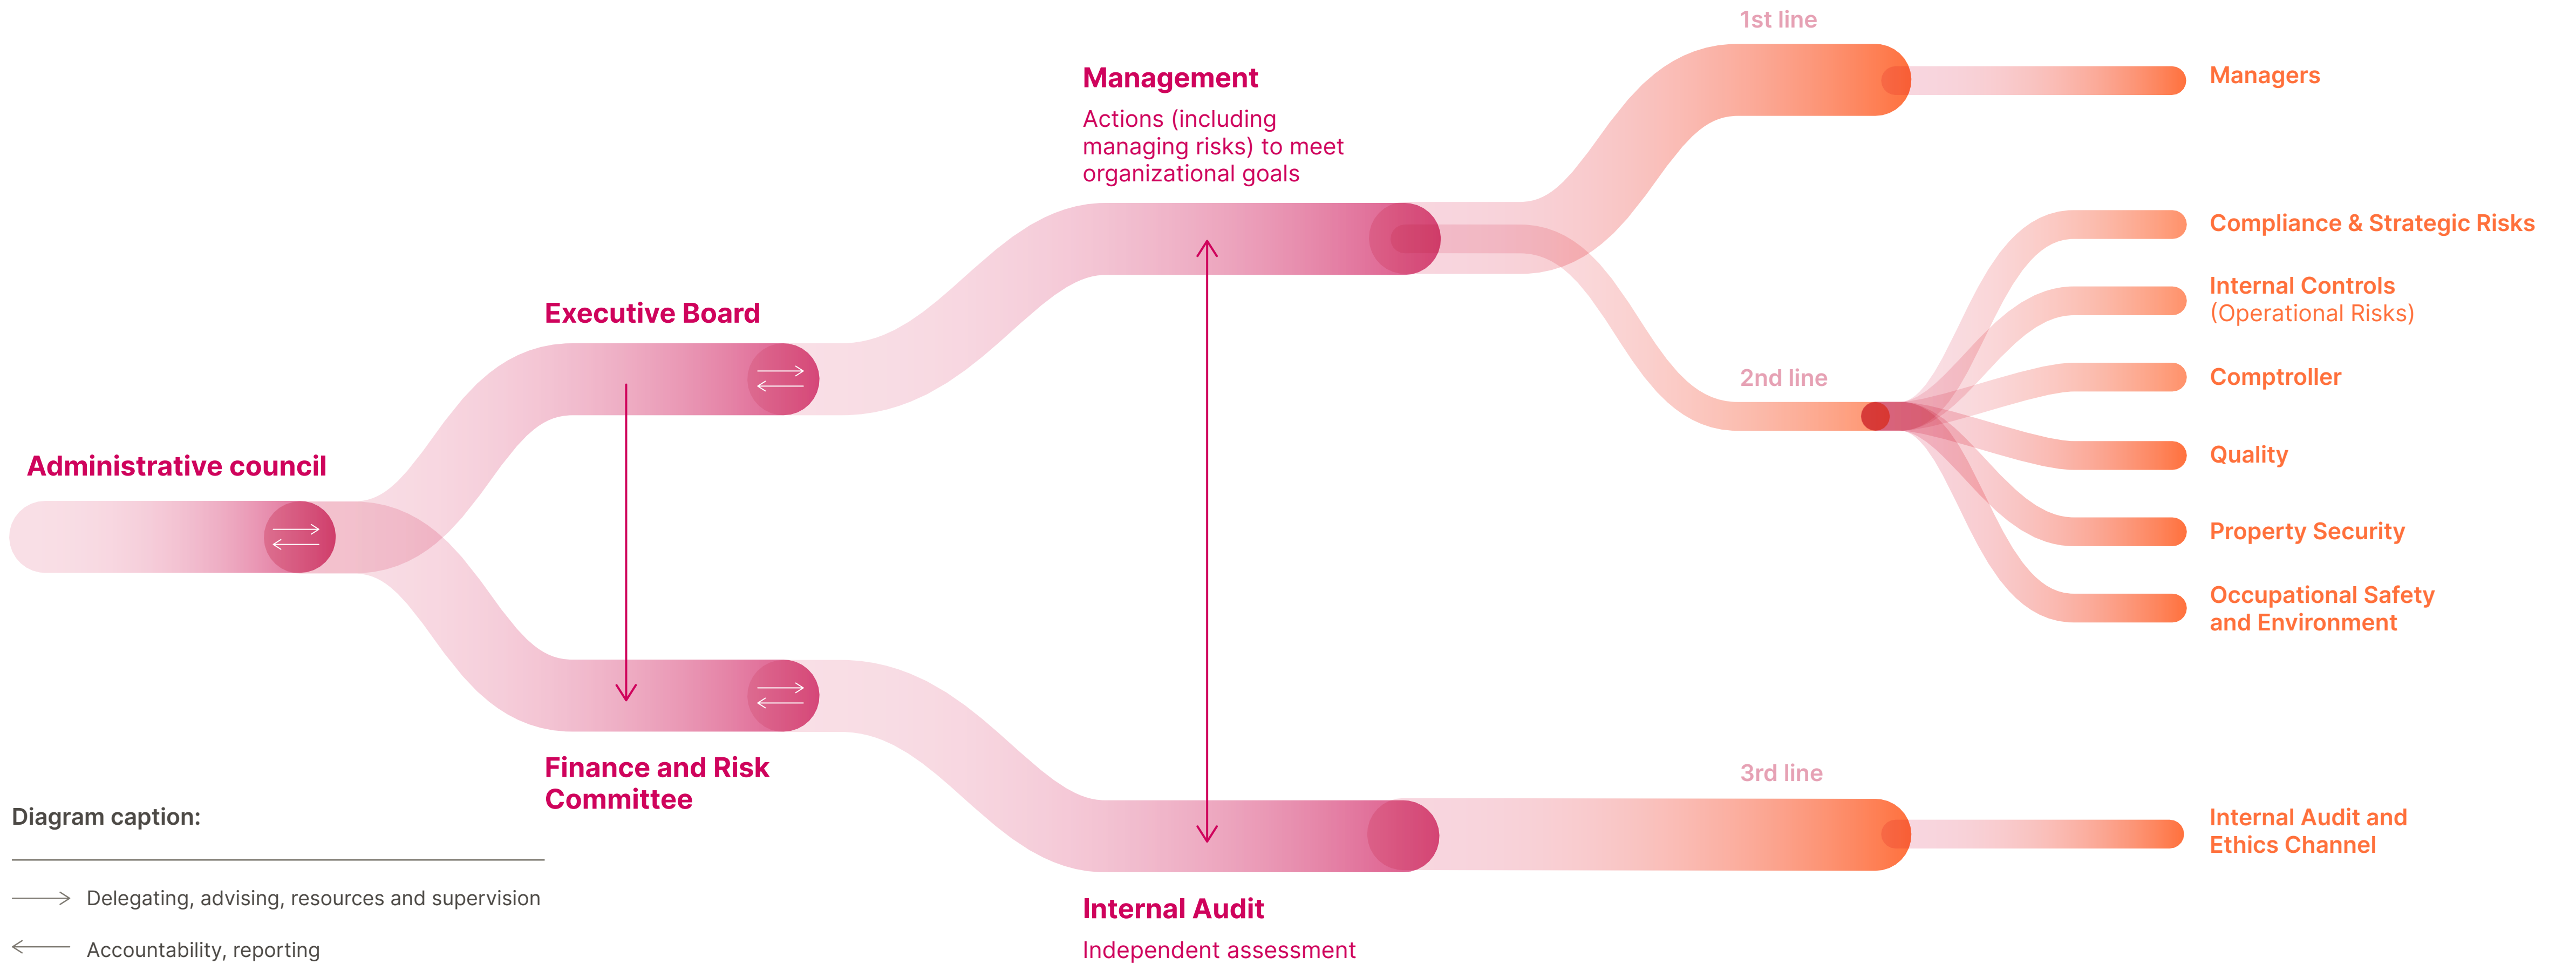 1st line
Managers
Management
Actions (including
managing risks) to meet
organizational goals
Compliance & Strategic Risks
Internal Controls
(Operational Risks)
Executive Board
2nd line
Comptroller
Administrative council
Quality
Property Security
Occupational Safety
and Environment
Finance and Risk
Committee
3rd line
Internal Audit and
Ethics Channel
Internal Audit
Independent assessment
Diagram caption:
Delegating, advising, resources and supervision
Accountability, reporting